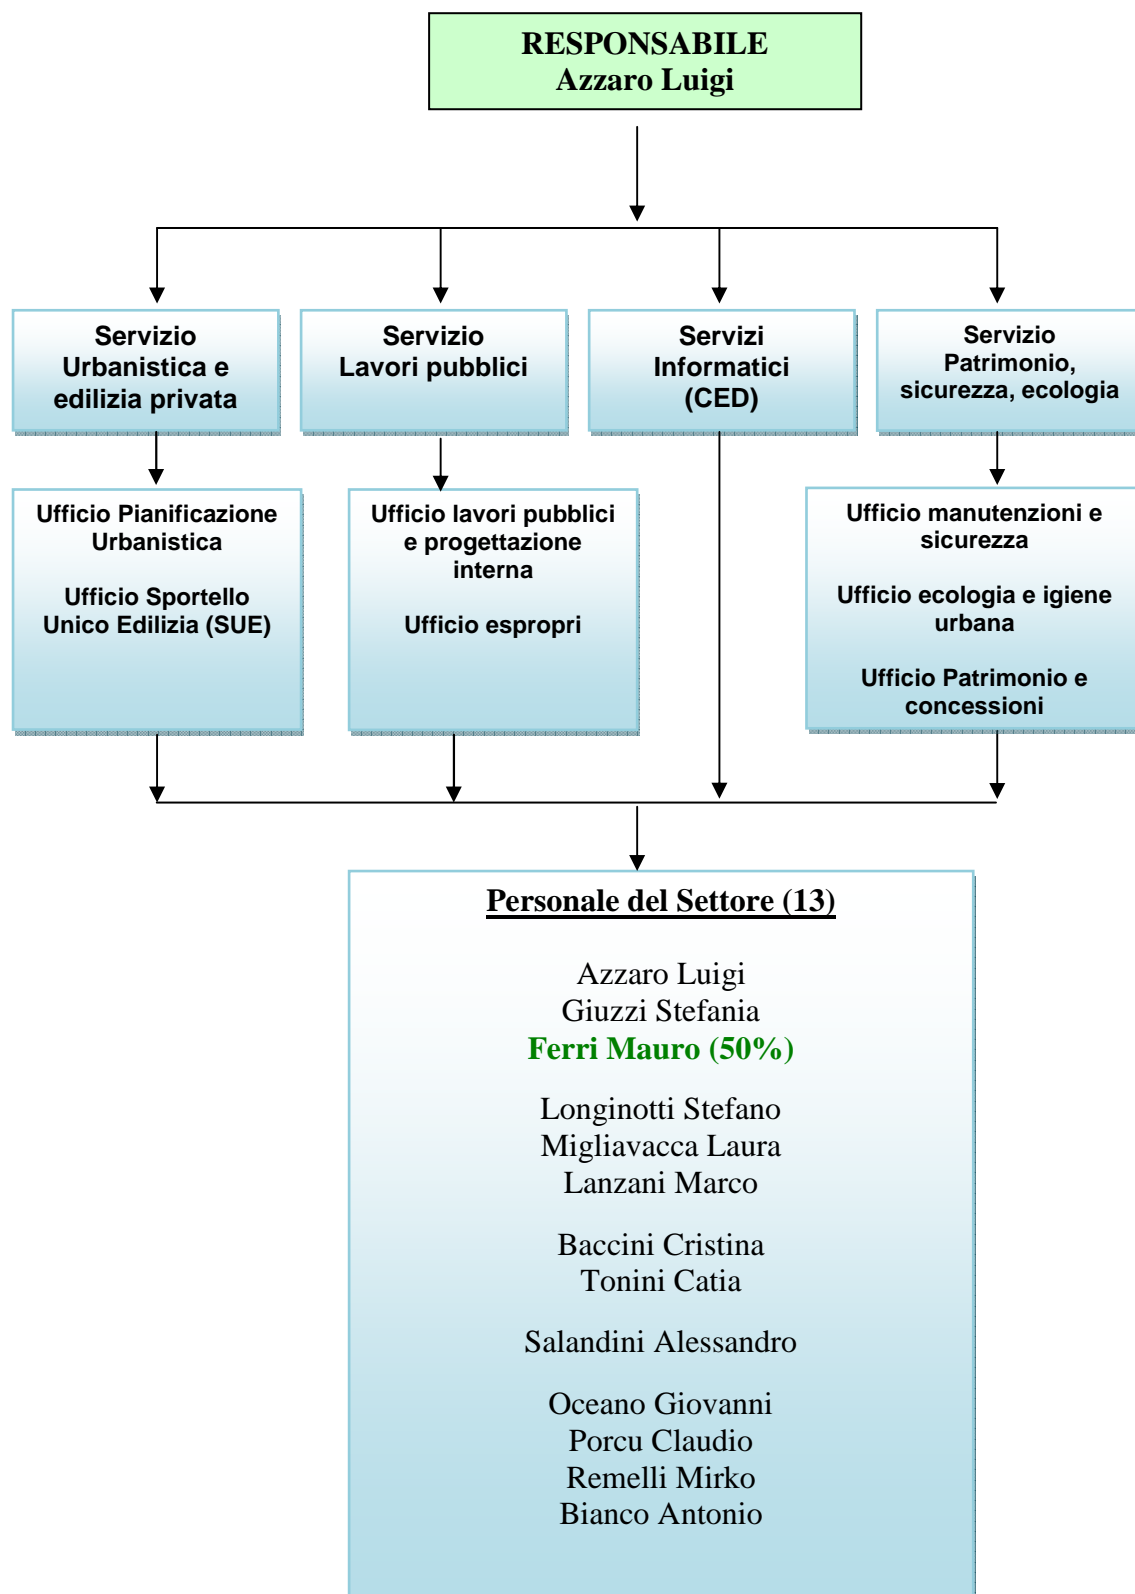 RESPONSABILE
Azzaro Luigi
Servizio
Urbanistica e
edilizia privata
Servizio
Lavori pubblici
Servizi
Informatici
(CED)
Servizio
Patrimonio,
sicurezza, ecologia
Ufficio Pianificazione
Urbanistica
Ufficio Sportello
Unico Edilizia (SUE)
Ufficio lavori pubblici
e progettazione
interna
Ufficio espropri
Ufficio manutenzioni e
sicurezza
Ufficio ecologia e igiene
urbana
Ufficio Patrimonio e
concessioni
Personale del Settore (13)
Azzaro Luigi
Giuzzi Stefania
Ferri Mauro (50%)
Longinotti Stefano
Migliavacca Laura
Lanzani Marco
Baccini Cristina
Tonini Catia
Salandini Alessandro
Oceano Giovanni
Porcu Claudio
Remelli Mirko
Bianco Antonio